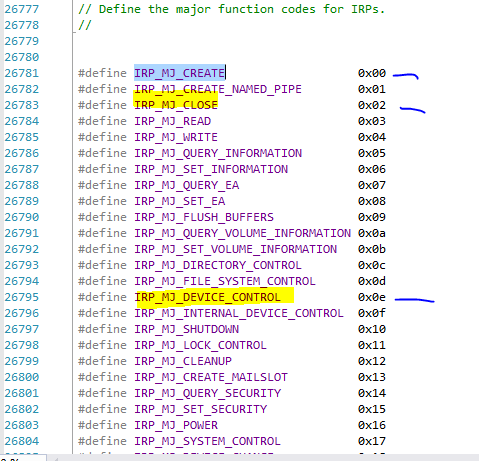 26777 // Define the major function codes for IRPs.
26778 //
26779
26780
26781 #define IRP_MJ_CREATE 0x00
26782 #define IRP_MJ_CREATE_NAMED_PIPE 0x01
26783 #define IRP_MJ_CLOSE 0x02
26784 #define IRP_MJ_READ 0x03
26785 #define IRP_MJ_WRITE 0x04
26786 #define IRP_MJ_QUERY_INFORMATION 0x05
26787 #define IRP_MJ_SET_INFORMATION 0x06
26788 #define IRP_MJ_QUERY_EA 0x07
26789 #define IRP_MJ_SET_EA 0x08
26790 #define IRP_MJ_FLUSH_BUFFERS 0x09
26791 #define IRP_MJ_QUERY_VOLUME_INFORMATION 0x0a
26792 #define IRP_MJ_SET_VOLUME_INFORMATION 0x0b
26793 #define IRP_MJ_DIRECTORY_CONTROL 0x0c
26794 #define IRP_MJ_FILE_SYSTEM_CONTROL 0x0d
26795 #define IRP_MJ_DEVICE_CONTROL 0x0e
26796 #define IRP_MJ_INTERNAL_DEVICE_CONTROL 0x0f
26797 #define IRP_MJ_SHUTDOWN 0x10
26798 #define IRP_MJ_LOCK_CONTROL 0x11
26799 #define IRP_MJ_CLEANUP 0x12
26800 #define IRP_MJ_CREATE_MAILSLOT 0x13
26801 #define IRP_MJ_QUERY_SECURITY 0x14
26802 #define IRP_MJ_SET_SECURITY 0x15
26803 #define IRP_MJ_POWER 0x16
26804 #define IRP_MJ_SYSTEM_CONTROL 0x17